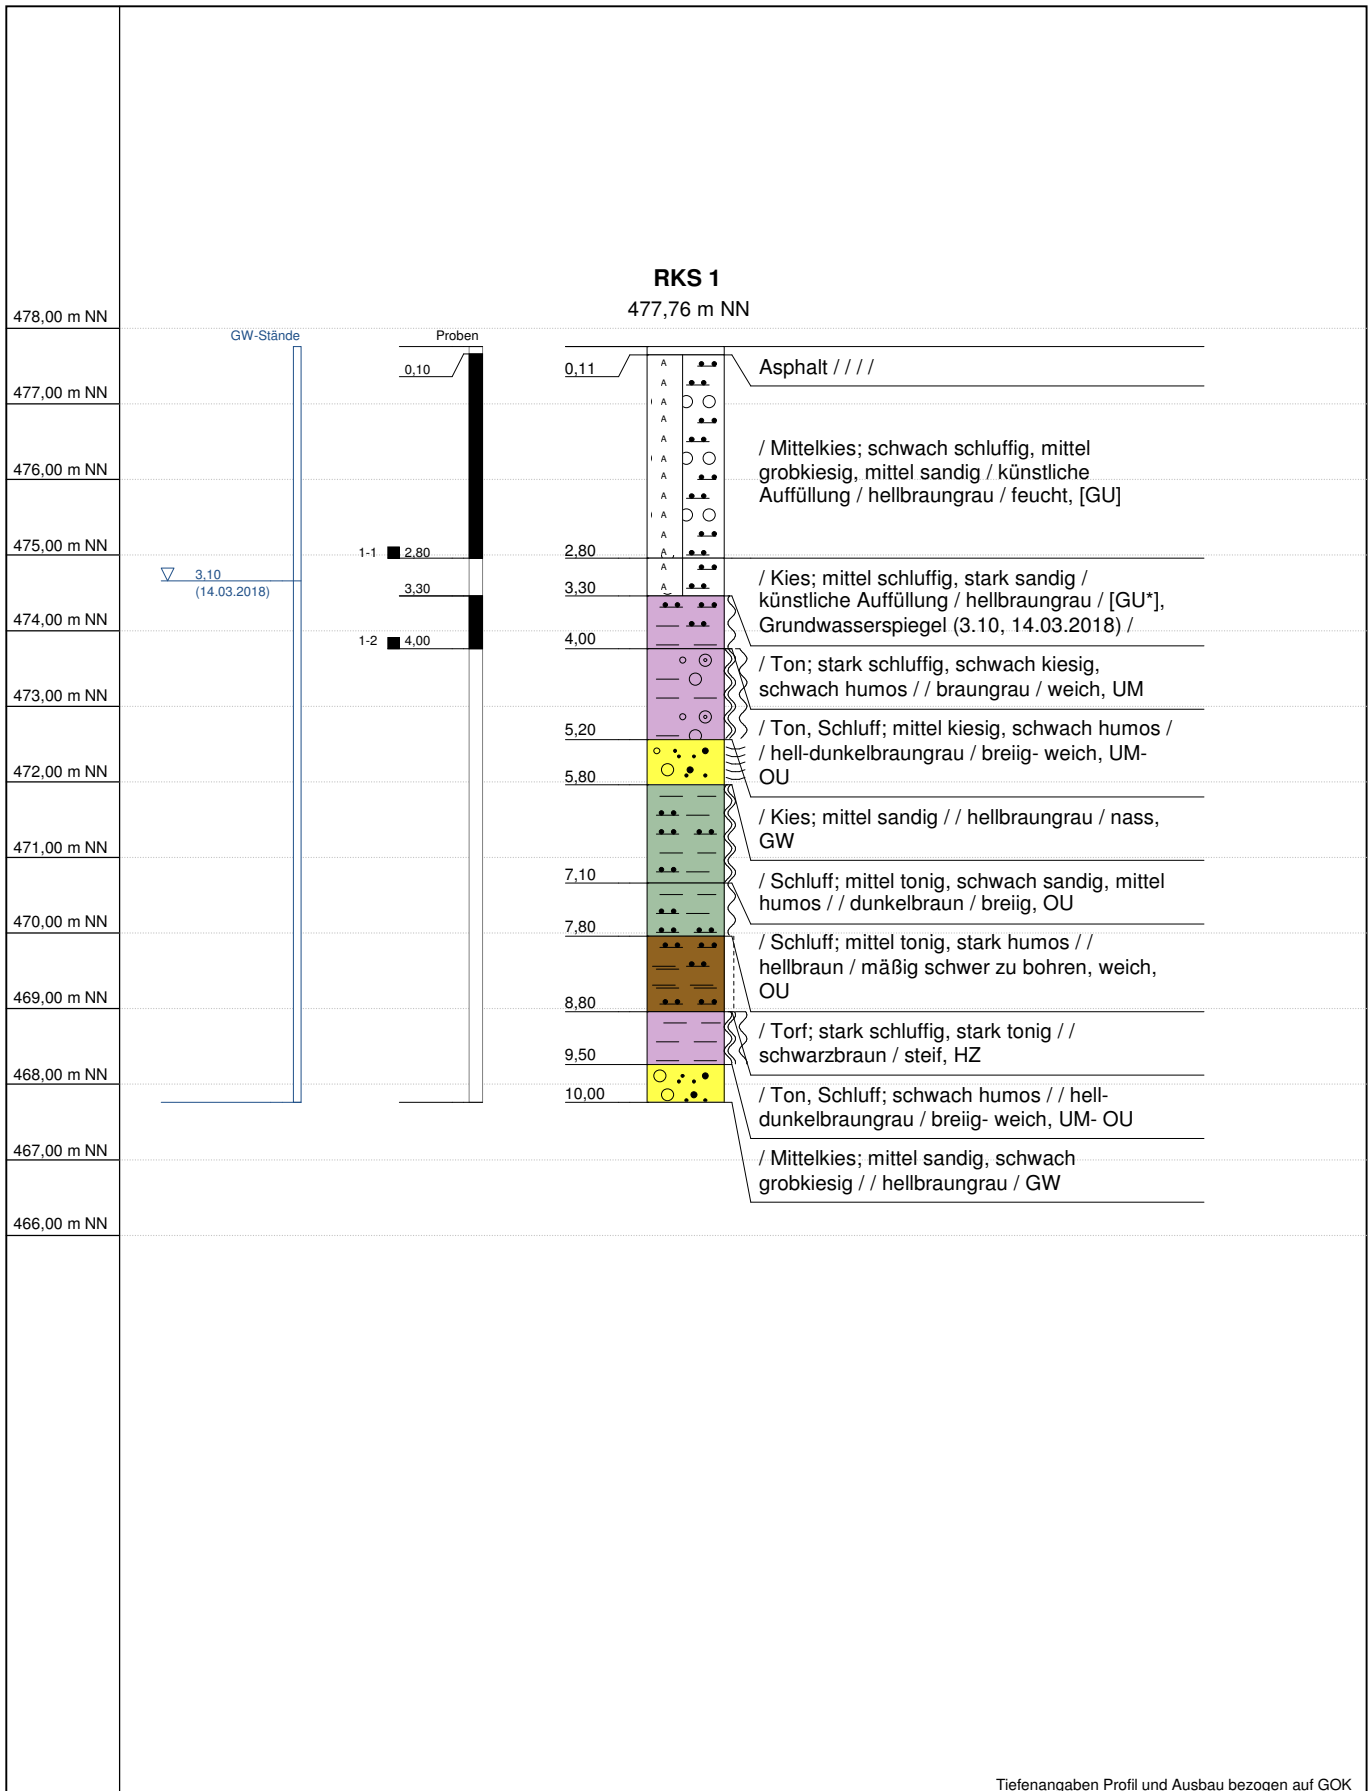 RKS 1
477,76 m NN
478,00 m NN
477,00 m NN
476,00 m NN
475,00 m NN
474,00 m NN
473,00 m NN
472,00 m NN
471,00 m NN
470,00 m NN
469,00 m NN
468,00 m NN
467,00 m NN
466,00 m NN
GW-Stände
3,10
(14.03.2018)
Proben
0,10
1-1 2,80
3,30
1-2 4,00
0,11
2,80
3,30
4,00
5,20
5,80
7,10
7,80
8,80
9,50
10,00
A
A
A
A
A
A
A
A
A
A
A
A
A
Asphalt / / / /
/ Mittelkies; schwach schluffig, mittel
grobkiesig, mittel sandig / künstliche
Auffüllung / hellbraungrau / feucht, [GU]
/ Kies; mittel schluffig, stark sandig /
künstliche Auffüllung / hellbraungrau / [GU*],
Grundwasserspiegel (3.10, 14.03.2018) /
/ Ton; stark schluffig, schwach kiesig,
schwach humos / / braungrau / weich, UM
/ Ton, Schluff; mittel kiesig, schwach humos /
/ hell-dunkelbraungrau / breiig- weich, UM-
OU
/ Kies; mittel sandig / / hellbraungrau / nass,
GW
/ Schluff; mittel tonig, schwach sandig, mittel
humos / / dunkelbraun / breiig, OU
/ Schluff; mittel tonig, stark humos / /
hellbraun / mäßig schwer zu bohren, weich,
OU
/ Torf; stark schluffig, stark tonig / /
schwarzbraun / steif, HZ
/ Ton, Schluff; schwach humos / / hell-
dunkelbraungrau / breiig- weich, UM- OU
/ Mittelkies; mittel sandig, schwach
grobkiesig / / hellbraungrau / GW
Tiefenangaben Profil und Ausbau bezogen auf GOK